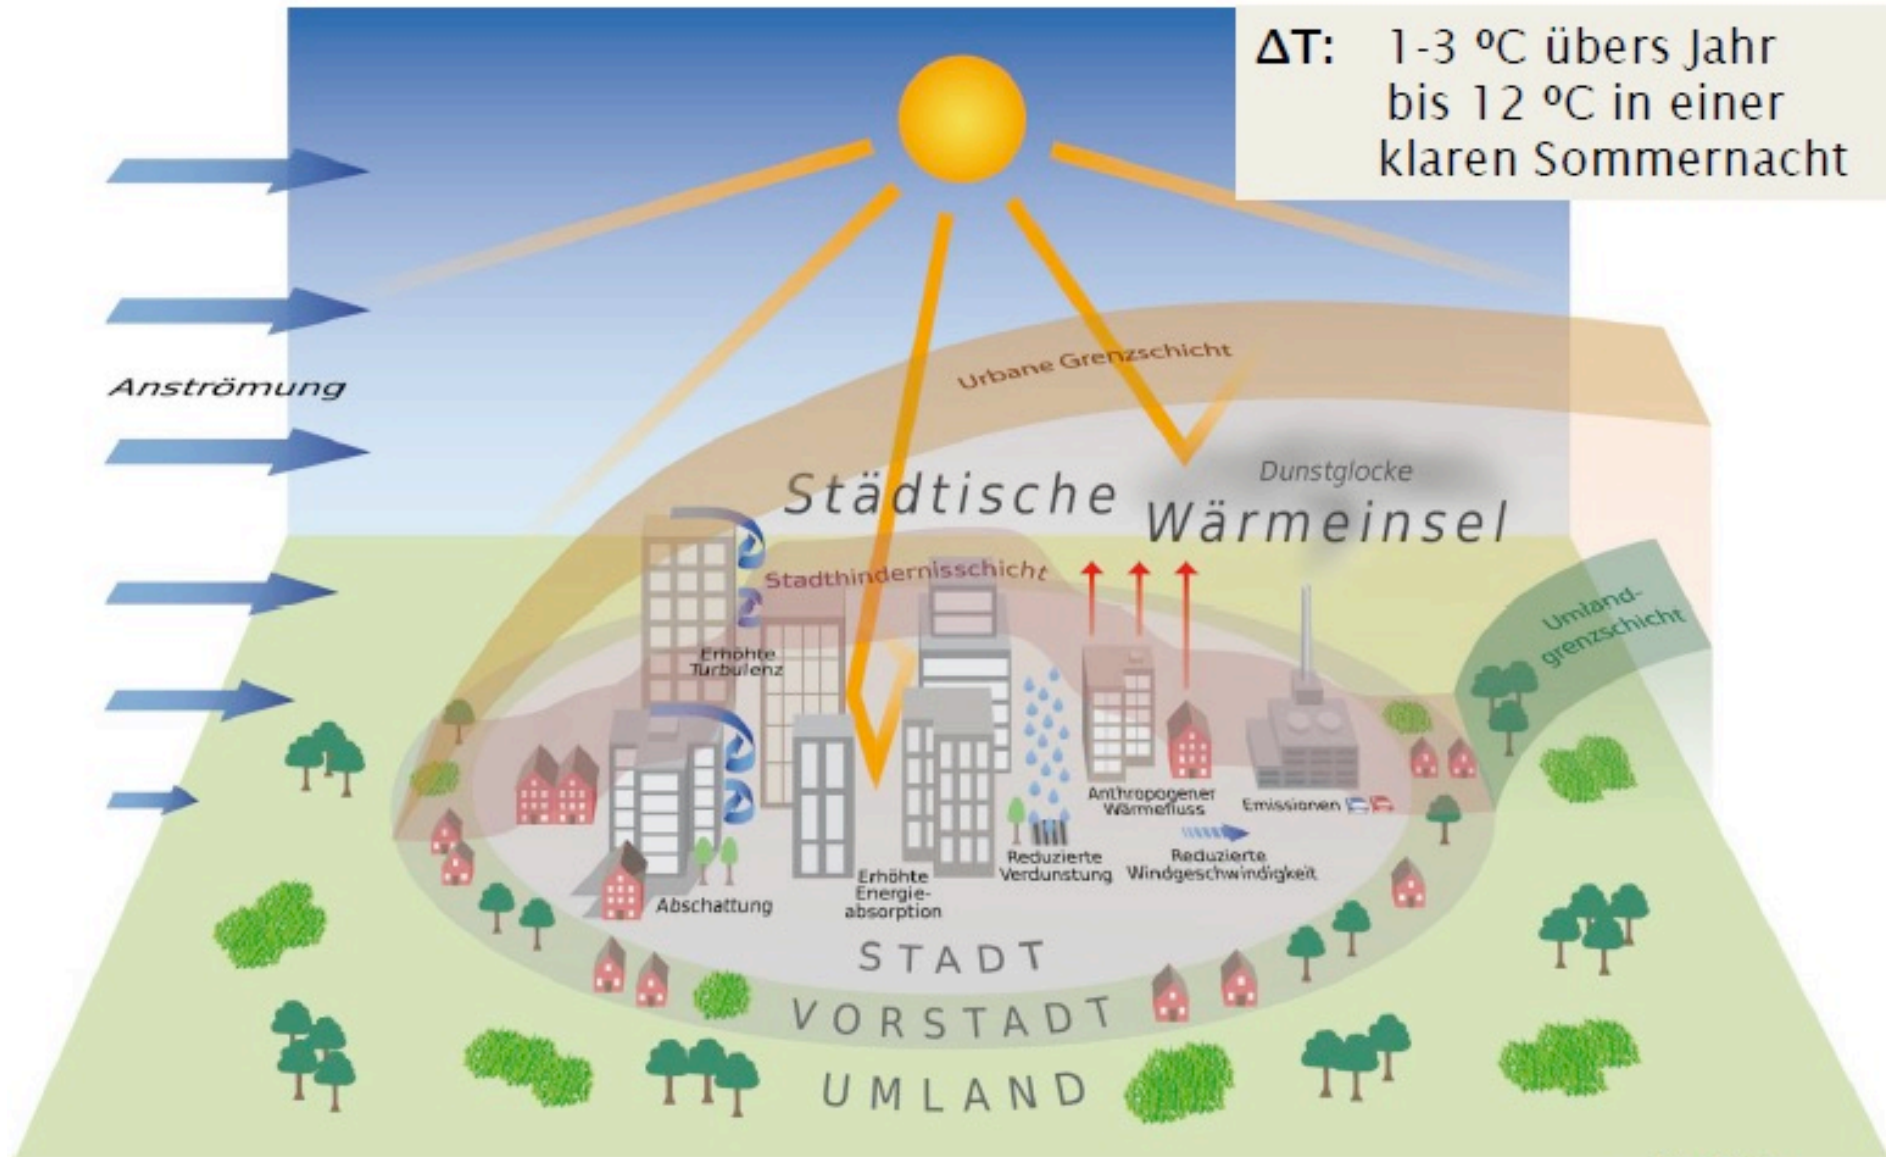 ΔT: 1-3 ºC übers Jahr
bis 12 ºC in einer
klaren Sommernacht
Anströmung
Urbane Grenzschicht
Dunstglocke
Städtische
Wärmeinsel
Stadthindernisschicht
Umland-
grenzschicht
Erhöhte
Turbulenz
Anthropogener
Wärmefluss
Emissionen
Reduzierte
Verdunstung
Reduzierte
Windgeschwindigkeit
Erhöhte
Energie-
absorption
Abschattung
STADT
VORSTADT
UMLAND